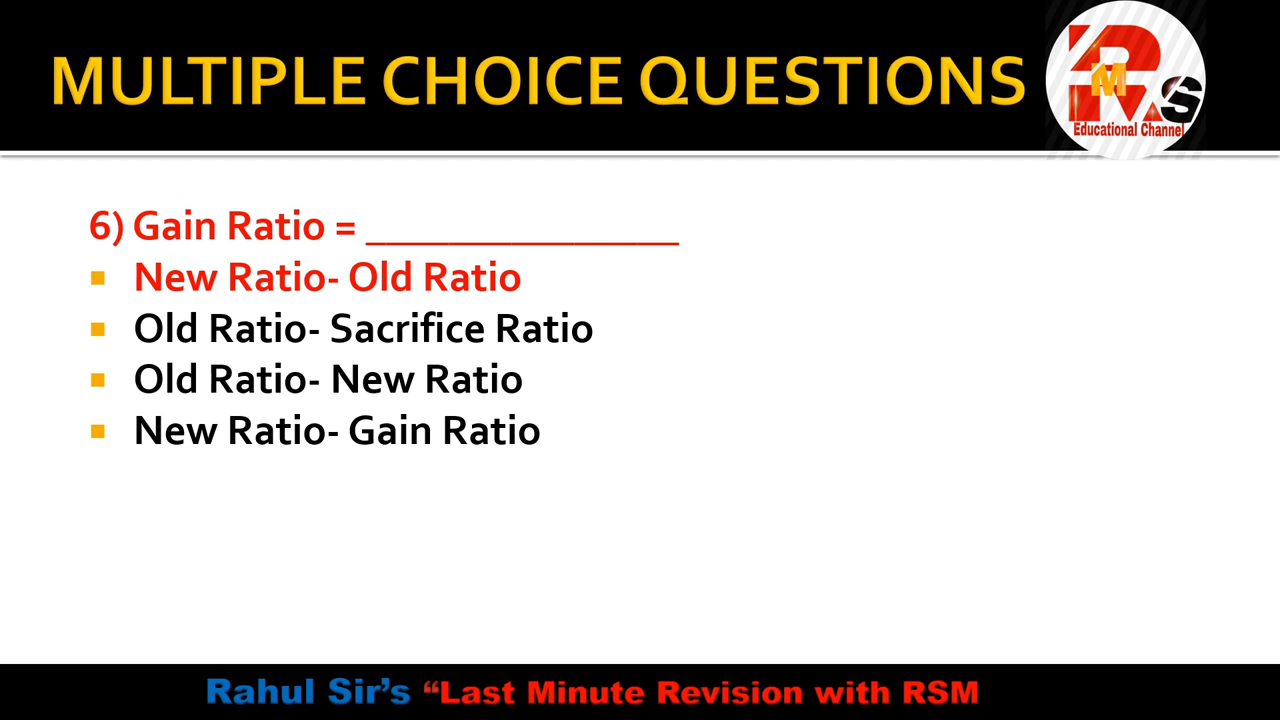 MULTIPLE CHOICE QUESTIONS
RMS
Educational Channel
6) Gain Ratio = _______________
▪ New Ratio- Old Ratio
▪ Old Ratio- Sacrifice Ratio
▪ Old Ratio- New Ratio
▪ New Ratio- Gain Ratio
Rahul Sir's “Last Minute Revision with RSM